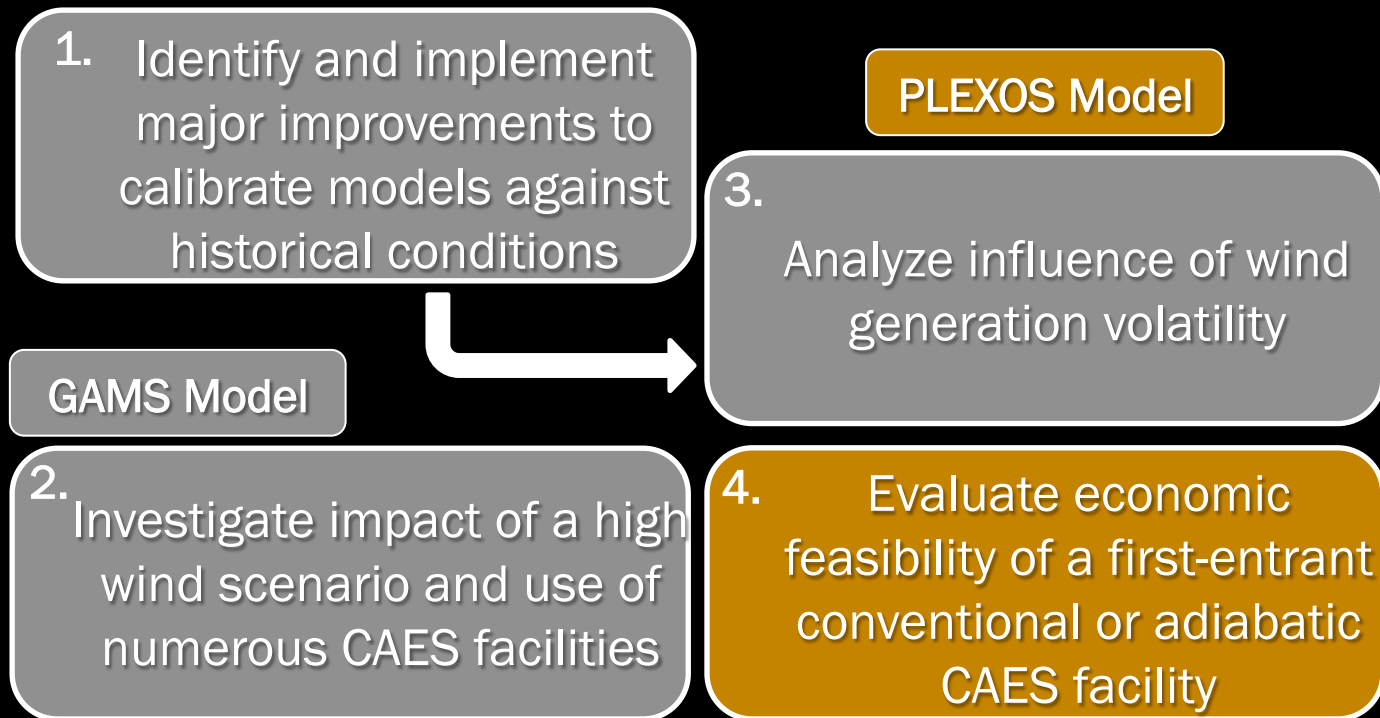 1.
Identify and implement
major improvements to
calibrate models against
historical conditions
GAMS Model
2.
Investigate impact of a high
wind scenario and use of
numerous CAES facilities
PLEXOS Model
3.
Analyze influence of wind
generation volatility
4.
Evaluate economic
feasibility of a first-entrant
conventional or adiabatic
CAES facility